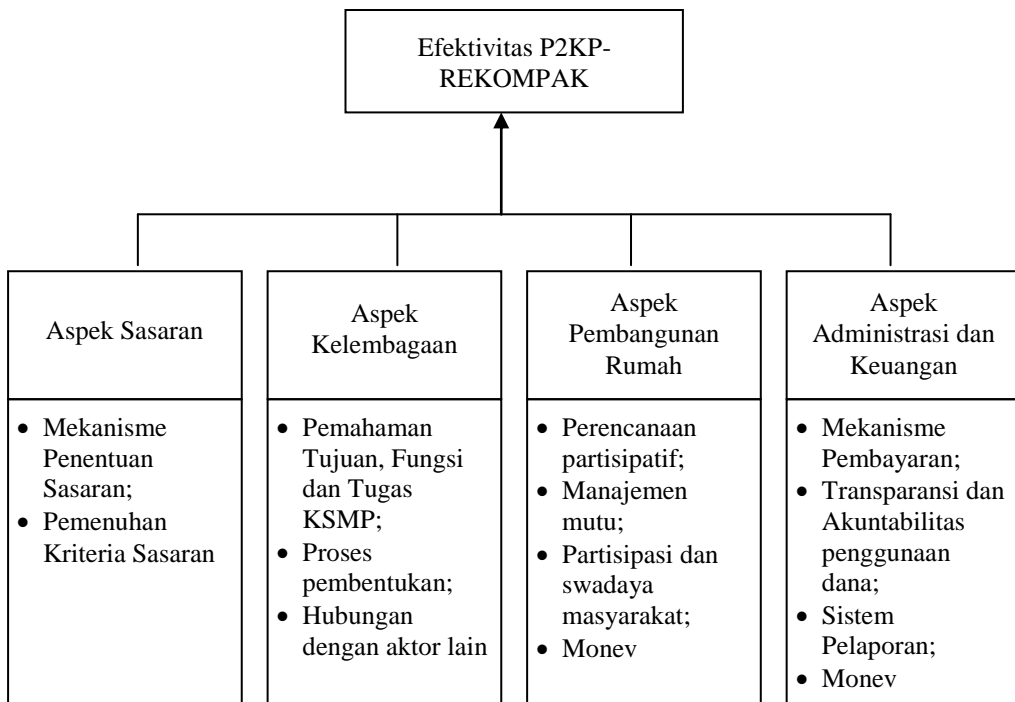 Efektivitas P2KP-
REKOMPAK
Aspek Sasaran
• Mekanisme
Penentuan
Sasaran;
• Pemenuhan
Kriteria Sasaran
Aspek
Kelembagaan
• Pemahaman
Tujuan, Fungsi
dan Tugas
KSMP;
• Proses
pembentukan;
• Hubungan
dengan aktor lain
Aspek
Pembangunan
Rumah
• Perencanaan
partisipatif;
• Manajemen
mutu;
• Partisipasi dan
swadaya
masyarakat;
• Monev
Aspek
Administrasi dan
Keuangan
• Mekanisme
Pembayaran;
• Transparansi dan
Akuntabilitas
penggunaan
dana;
• Sistem
Pelaporan;
• Monev